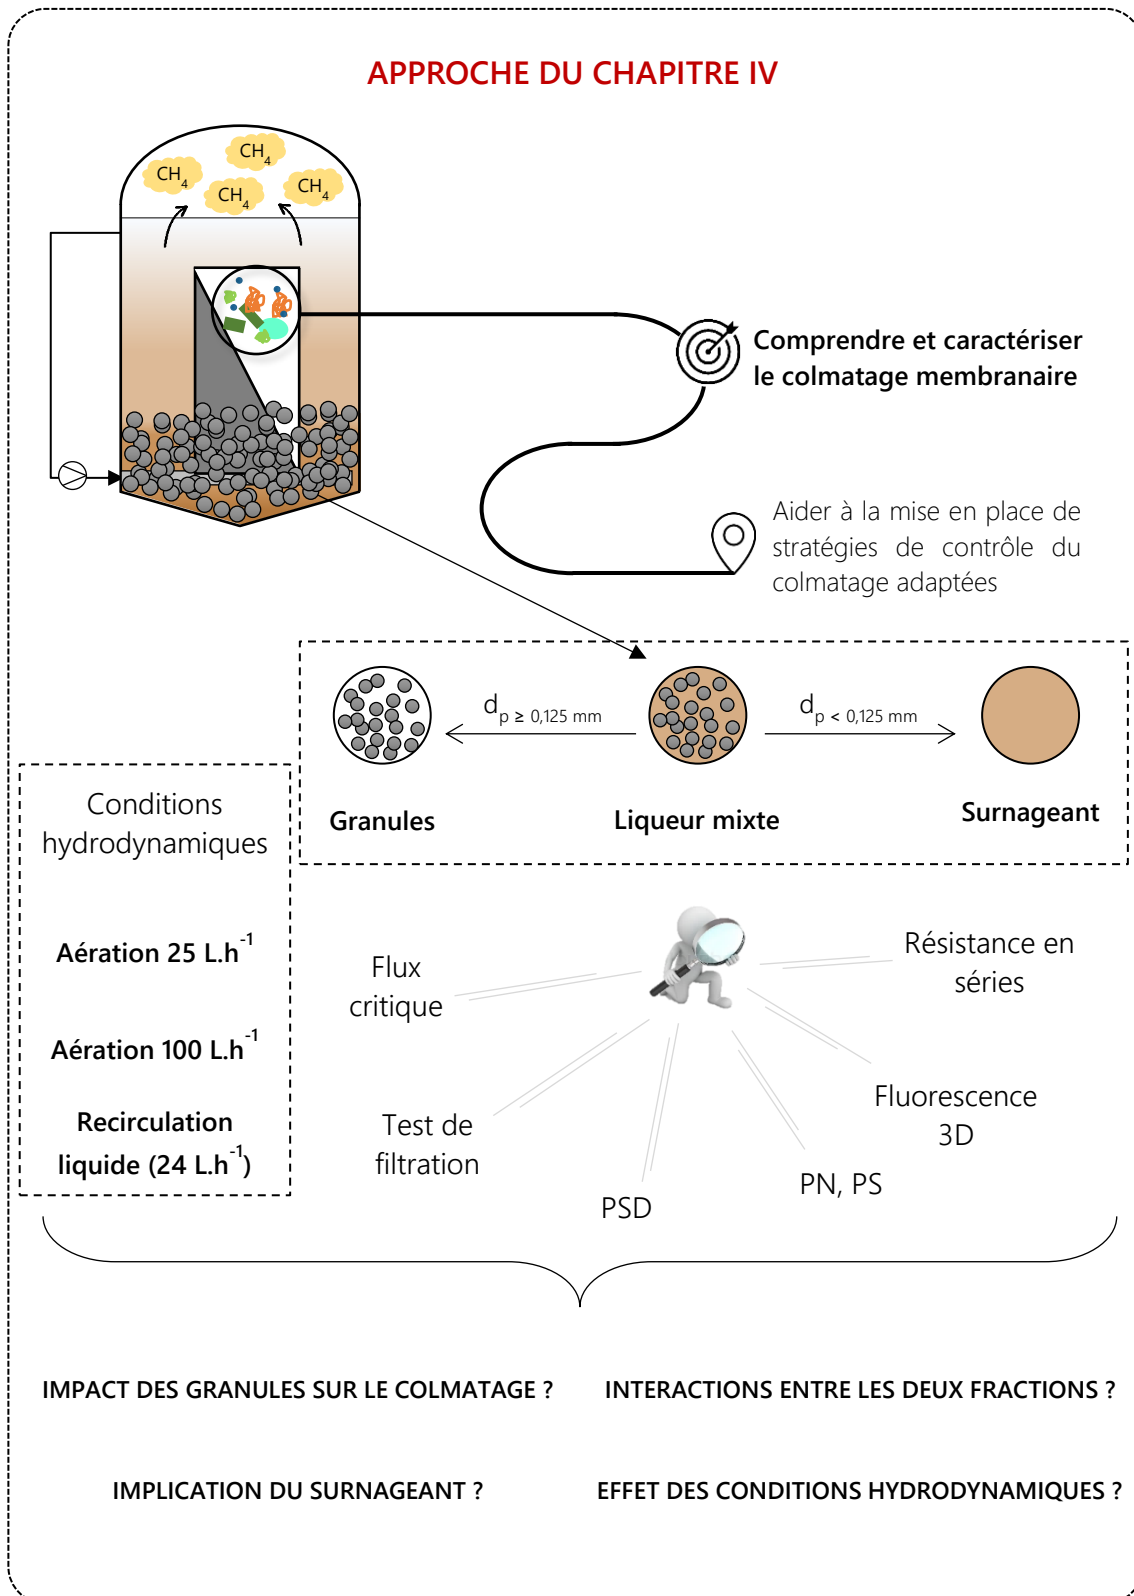 APPROCHE DU CHAPITRE IV
CH4
CH4
CH4
CH4
Comprendre et caractériser
le colmatage membranaire
Aider à la mise en place de
stratégies de contrôle du
colmatage adaptées
dp ≥ 0,125 mm
dp < 0,125 mm
Granules
Liqueur mixte
Surnageant
Conditions
hydrodynamiques
Aération 25 L.h-1
Aération 100 L.h-1
Recirculation
liquide (24 L.h-1)
Flux
critique
Résistance en
séries
Test de
filtration
Fluorescence
3D
PSD
PN, PS
IMPACT DES GRANULES SUR LE COLMATAGE ?
INTERACTIONS ENTRE LES DEUX FRACTIONS ?
IMPLICATION DU SURNAGEANT ?
EFFET DES CONDITIONS HYDRODYNAMIQUES ?